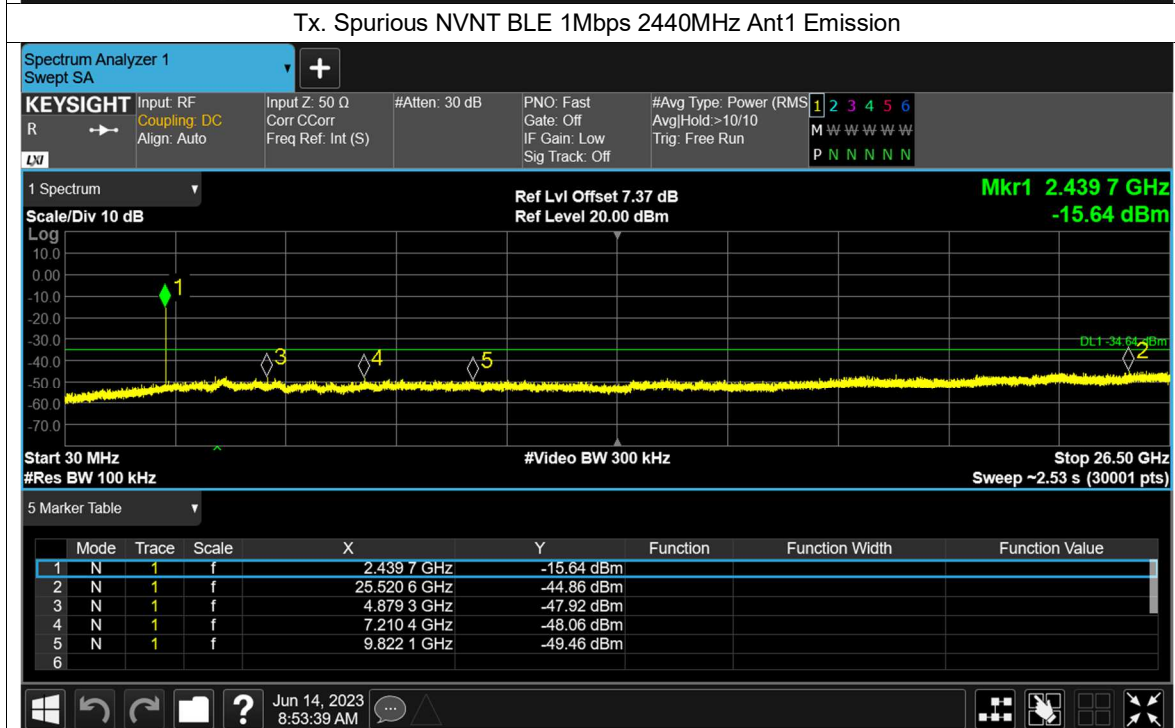 Tx. Spurious NVNT BLE 1Mbps 2440MHz Ant1 Emission
Spectrum Analyzer 1
Swept SA
KEYSIGHT Input: RF Input Z: 50 Ω #Atten: 30 dB PNO: Fast #Avg Type: Power (RMS 1 2 3 4 5 6
R Coupling: DC Corr CCorr Gate: Off Avg|Hold:>10/10 M W W W W W
Align: Auto Freq Ref: Int (S) IF Gain: Low Trig: Free Run
LXI Sig Track: Off P N N N N N
1 Spectrum Ref Lvl Offset 7.37 dB Mkr1 2.439 7 GHz
Scale/Div 10 dB Ref Level 20.00 dBm -15.64 dBm
Log
10.0
0.00
1
-10.0
-20.0
-30.0
DL1 -34.64 dBm
3 4 5 2
-40.0
-50.0
-60.0
-70.0
Start 30 MHz #Video BW 300 kHz Stop 26.50 GHz
#Res BW 100 kHz Sweep ~2.53 s (30001 pts)
5 Marker Table
Mode Trace Scale X Y Function Function Width Function Value
1 N 1 f 2.439 7 GHz -15.64 dBm
2 N 1 f 25.520 6 GHz -44.86 dBm
3 N 1 f 4.879 3 GHz -47.92 dBm
4 N 1 f 7.210 4 GHz -48.06 dBm
5 N 1 f 9.822 1 GHz -49.46 dBm
6
? Jun 14, 2023
8:53:39 AM